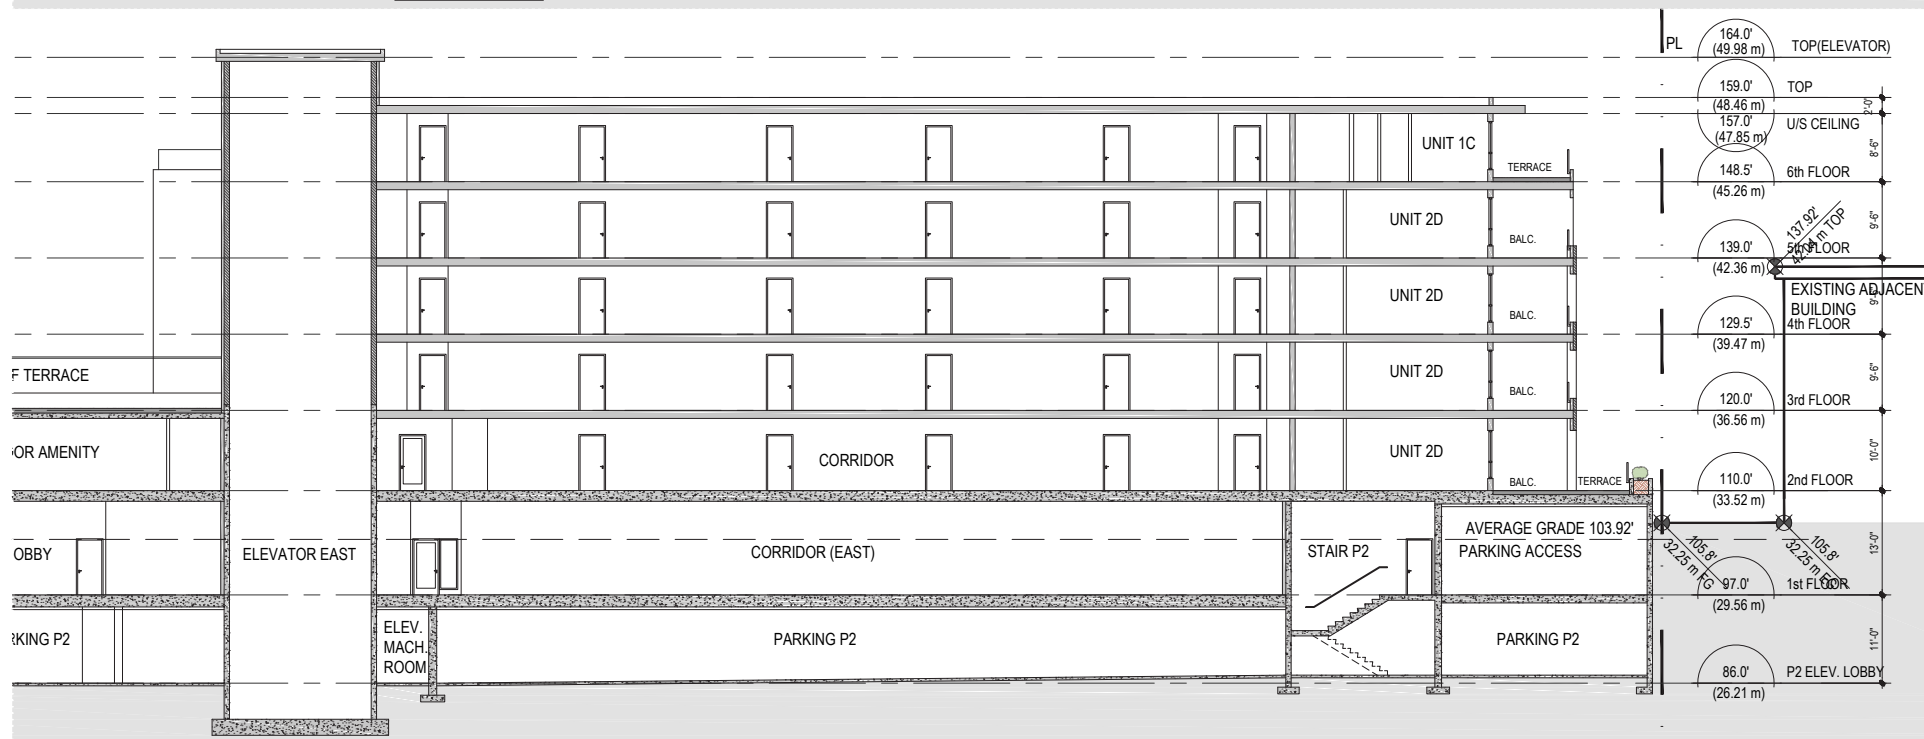 PL
164.0'
(49.98 m)
TOP(ELEVATOR)
159.0'
(48.46 m)
TOP
2'-0"
157.0'
(47.85 m)
U/S CEILING
8'-6"
UNIT 1C
TERRACE
148.5'
(45.26 m)
6th FLOOR
9'-6"
UNIT 2D
BALC.
137.92'
42.04 m TOP
139.0'
(42.36 m)
5th FLOOR
9'-6"
UNIT 2D
BALC.
EXISTING ADJACEN
BUILDING
129.5'
(39.47 m)
4th FLOOR
9'-6"
F TERRACE
UNIT 2D
BALC.
120.0'
(36.56 m)
3rd FLOOR
10'-0"
OR AMENITY
CORRIDOR
UNIT 2D
BALC.
TERRACE
110.0'
(33.52 m)
2nd FLOOR
13'-0"
OBBY
ELEVATOR EAST
CORRIDOR (EAST)
STAIR P2
AVERAGE GRADE 103.92'
PARKING ACCESS
105.8'
32.25 m FG
105.8'
32.25 m FG
97.0'
(29.56 m)
1st FLOOR
11'-0"
RKING P2
ELEV.
MACH.
ROOM
PARKING P2
PARKING P2
86.0'
(26.21 m)
P2 ELEV. LOBBY